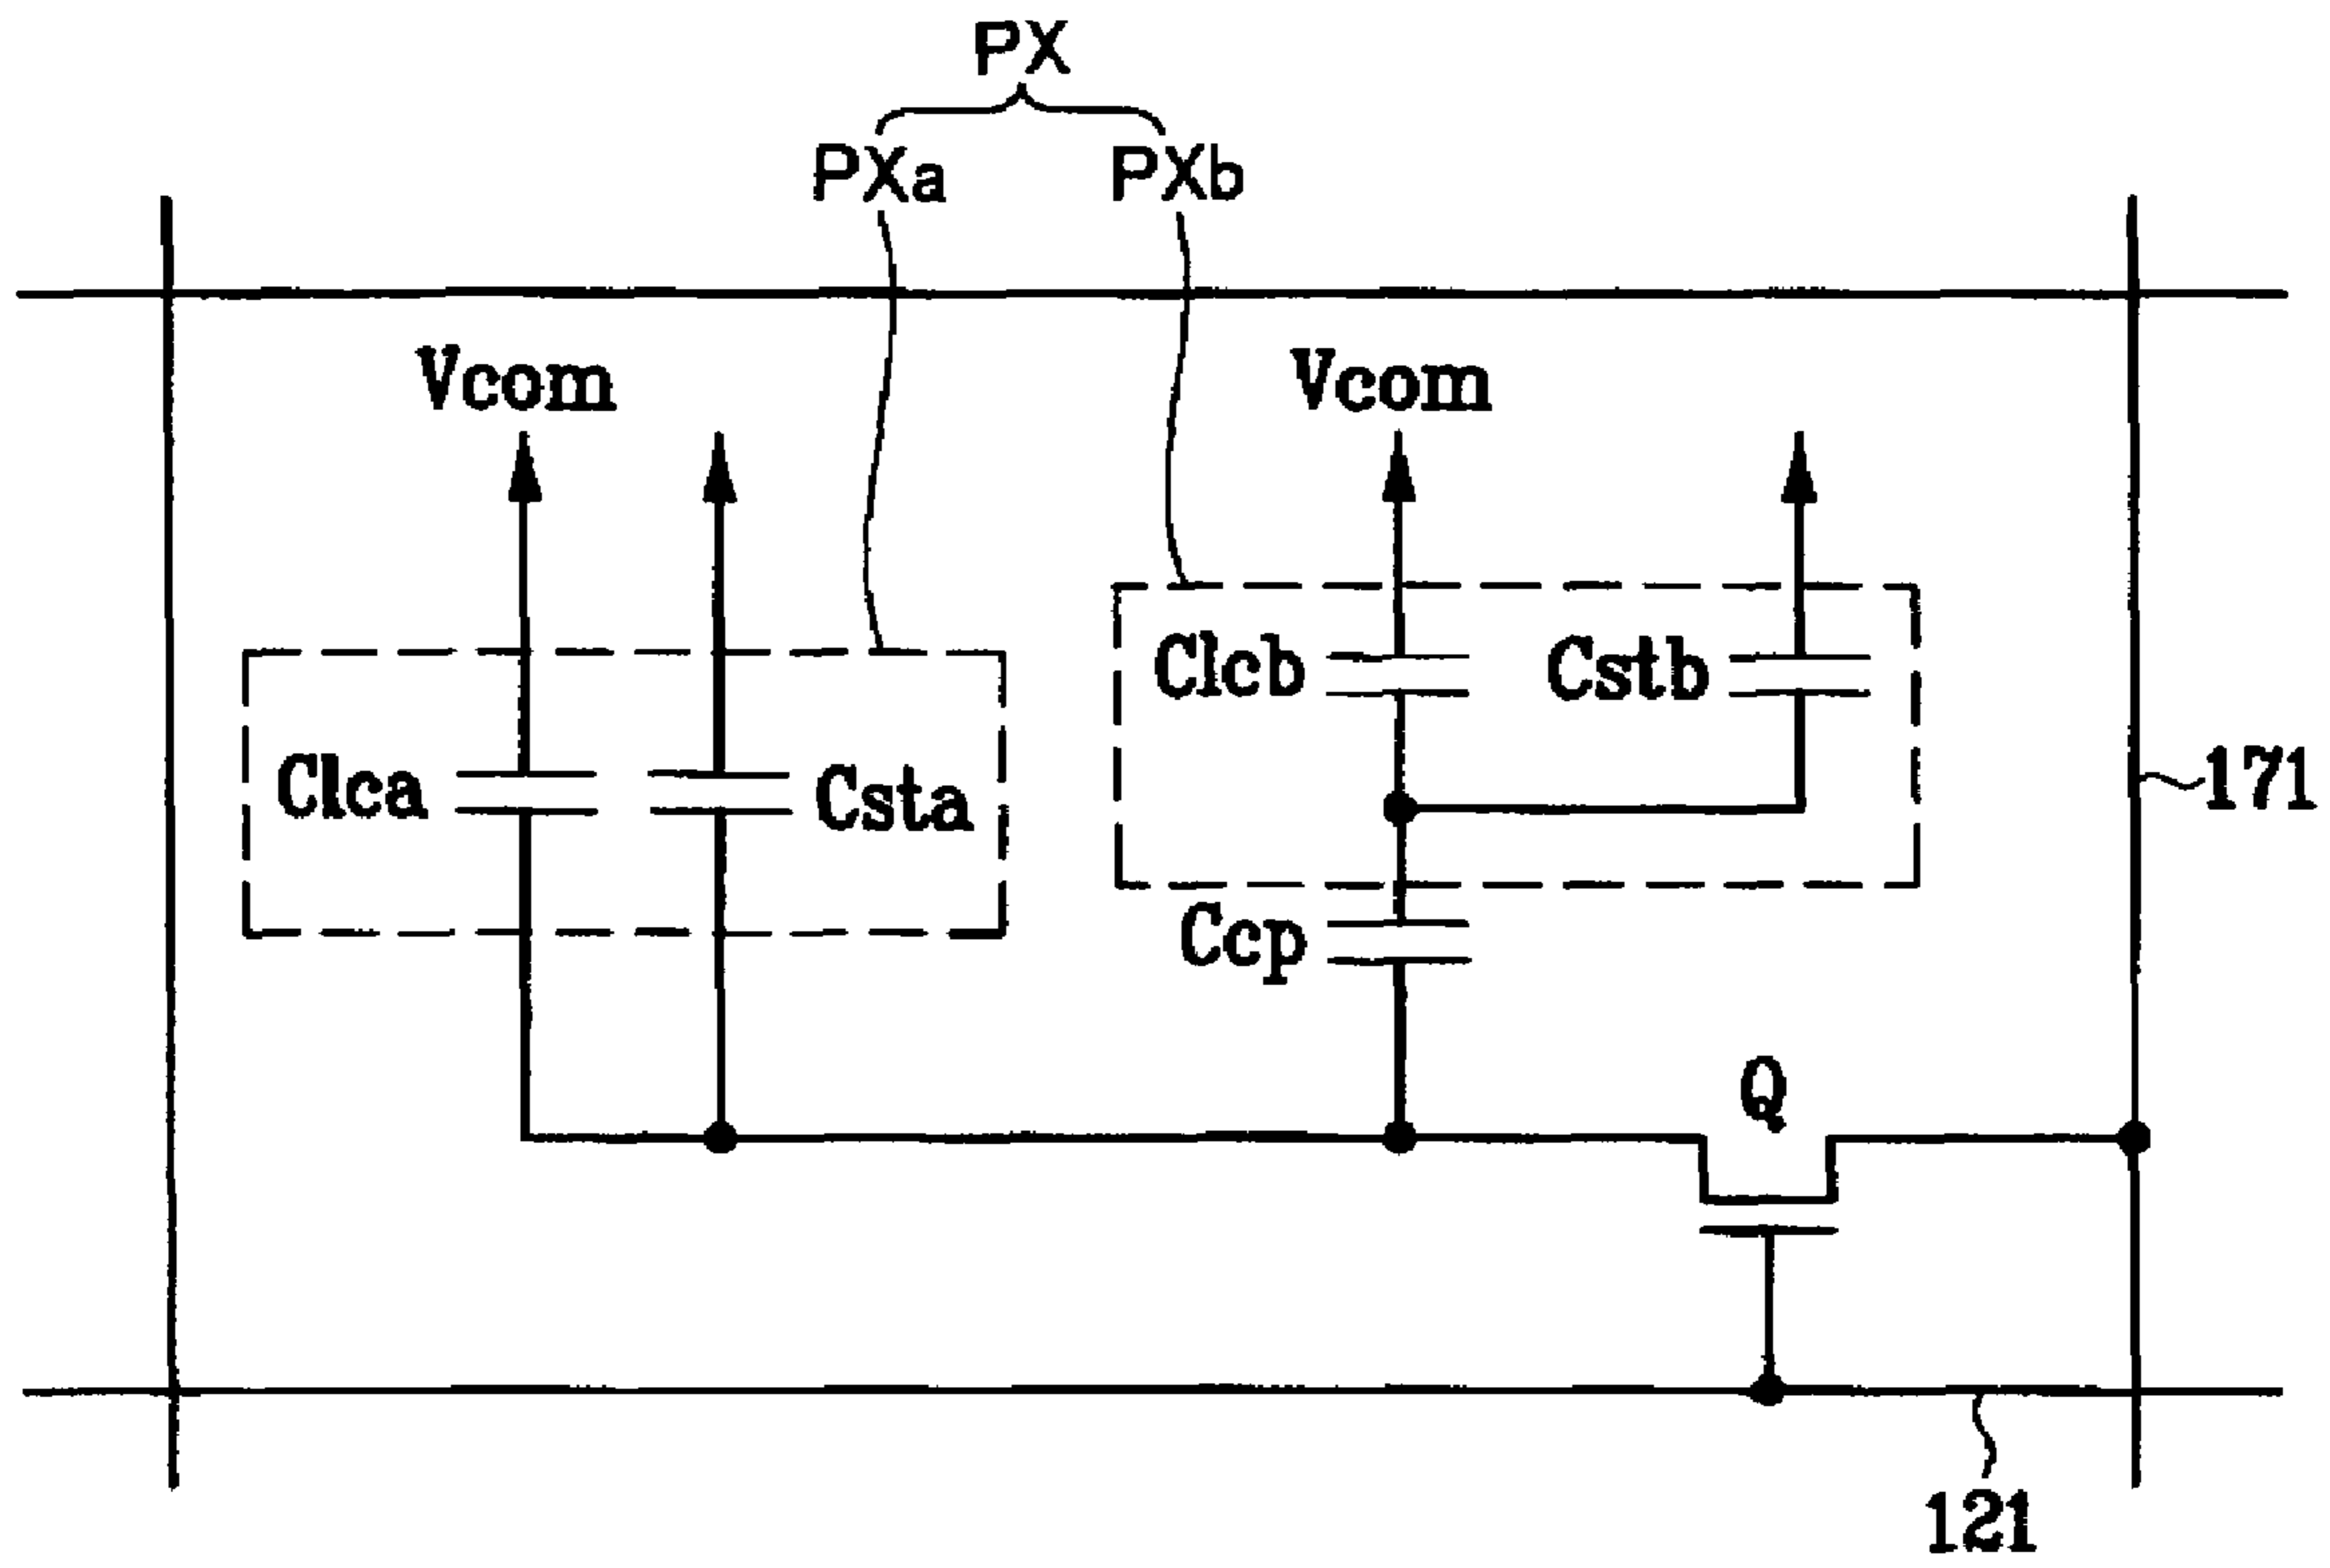 PX
PXa PXb
Vcom Vcom
Clcb Cstb
Clca Csta
171
Ccp
Q
121